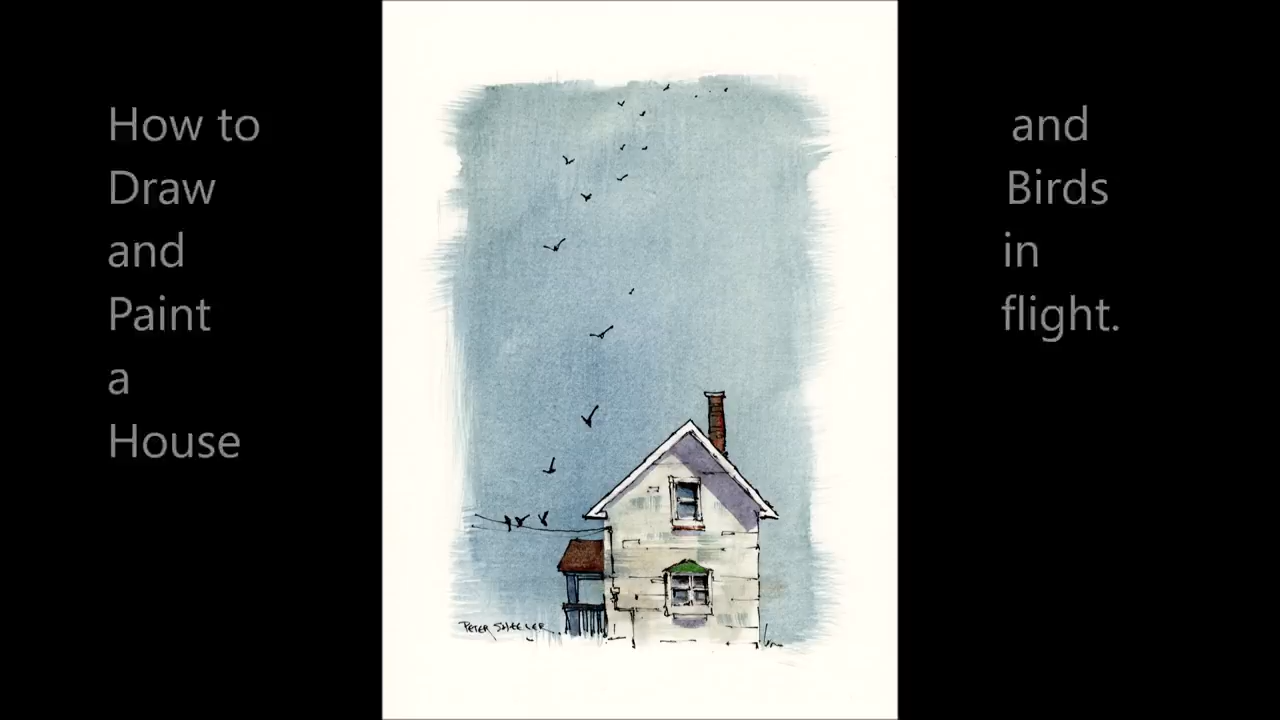 How to
Draw
and
Paint
a
House
and
Birds
in
flight.
PETER SHEELER